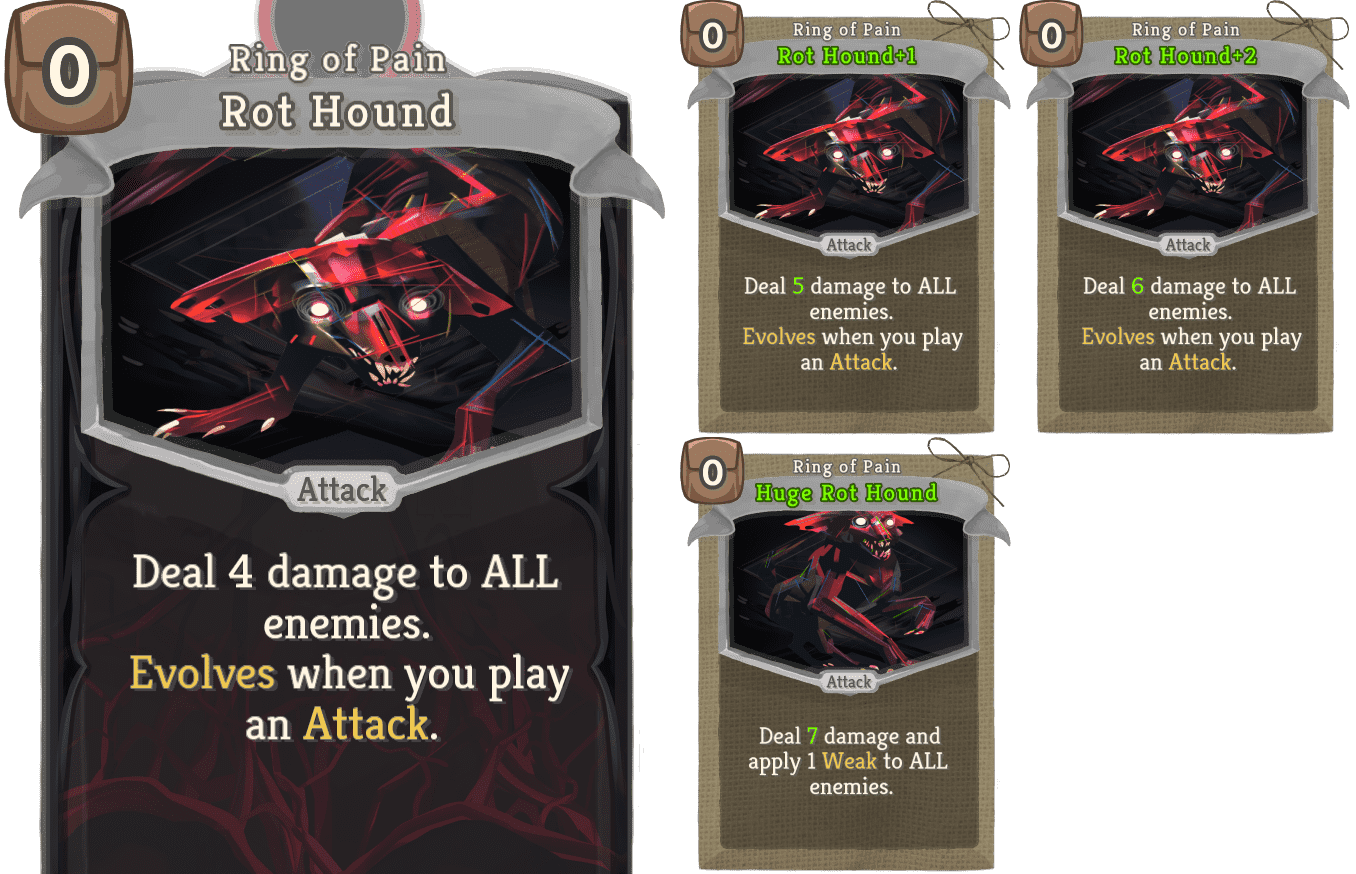 0
Ring of Pain
Rot Hound
Attack
Deal 4 damage to ALL
enemies.
Evolves when you play
an Attack.
0
Ring of Pain
Rot Hound+1
Attack
Deal 5 damage to ALL
enemies.
Evolves when you play
an Attack.
0
Ring of Pain
Rot Hound+2
Attack
Deal 6 damage to ALL
enemies.
Evolves when you play
an Attack.
0
Ring of Pain
Huge Rot Hound
Attack
Deal 7 damage and
apply 1 Weak to ALL
enemies.